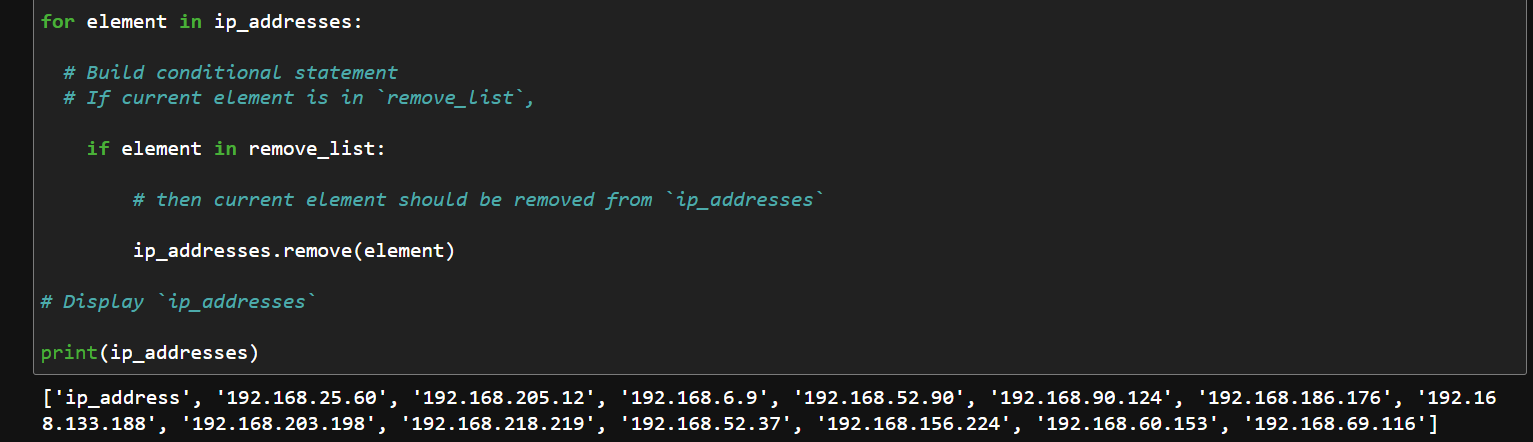 for element in ip_addresses:
# Build conditional statement
# If current element is in `remove_list`,
if element in remove_list:
# then current element should be removed from `ip_addresses`
ip_addresses.remove(element)
# Display `ip_addresses`
print(ip_addresses)
['ip_address', '192.168.25.60', '192.168.205.12', '192.168.6.9', '192.168.52.90', '192.168.90.124', '192.168.186.176', '192.16
8.133.188', '192.168.203.198', '192.168.218.219', '192.168.52.37', '192.168.156.224', '192.168.60.153', '192.168.69.116']